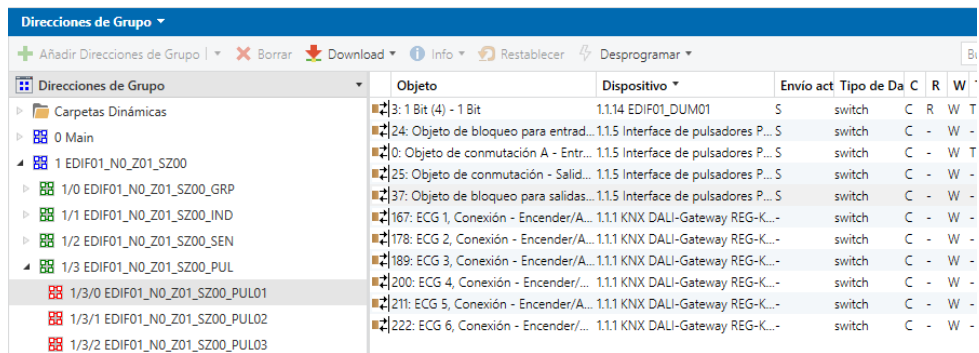 Direcciones de Grupo
Añadir Direcciones de Grupo Borrar Download Info Restablecer Desprogramar
Direcciones de Grupo
Carpetas Dinámicas
0 Main
1 EDIF01_N0_Z01_SZ00
1/0 EDIF01_N0_Z01_SZ00_GRP
1/1 EDIF01_N0_Z01_SZ00_IND
1/2 EDIF01_N0_Z01_SZ00_SEN
1/3 EDIF01_N0_Z01_SZ00_PUL
1/3/0 EDIF01_N0_Z01_SZ00_PUL01
1/3/1 EDIF01_N0_Z01_SZ00_PUL02
1/3/2 EDIF01_N0_Z01_SZ00_PUL03
Objeto Dispositivo Envío act Tipo de Da C R W
3: 1 Bit (4) - 1 Bit 1.1.14 EDIF01_DUM01 S switch C R W T
24: Objeto de bloqueo para entrad... 1.1.5 Interface de pulsadores P... S switch C - W -
0: Objeto de conmutación A - Entr... 1.1.5 Interface de pulsadores P... S switch C - W T
25: Objeto de conmutación - Salid... 1.1.5 Interface de pulsadores P... S switch C - W -
37: Objeto de bloqueo para salidas... 1.1.5 Interface de pulsadores P... S switch C - W -
167: ECG 1, Conexión - Encender/A... 1.1.1 KNX DALI-Gateway REG-K... - switch C - W -
178: ECG 2, Conexión - Encender/A... 1.1.1 KNX DALI-Gateway REG-K... - switch C - W -
189: ECG 3, Conexión - Encender/A... 1.1.1 KNX DALI-Gateway REG-K... - switch C - W -
200: ECG 4, Conexión - Encender/... 1.1.1 KNX DALI-Gateway REG-K... - switch C - W -
211: ECG 5, Conexión - Encender/A... 1.1.1 KNX DALI-Gateway REG-K... - switch C - W -
222: ECG 6, Conexión - Encender/... 1.1.1 KNX DALI-Gateway REG-K... - switch C - W -